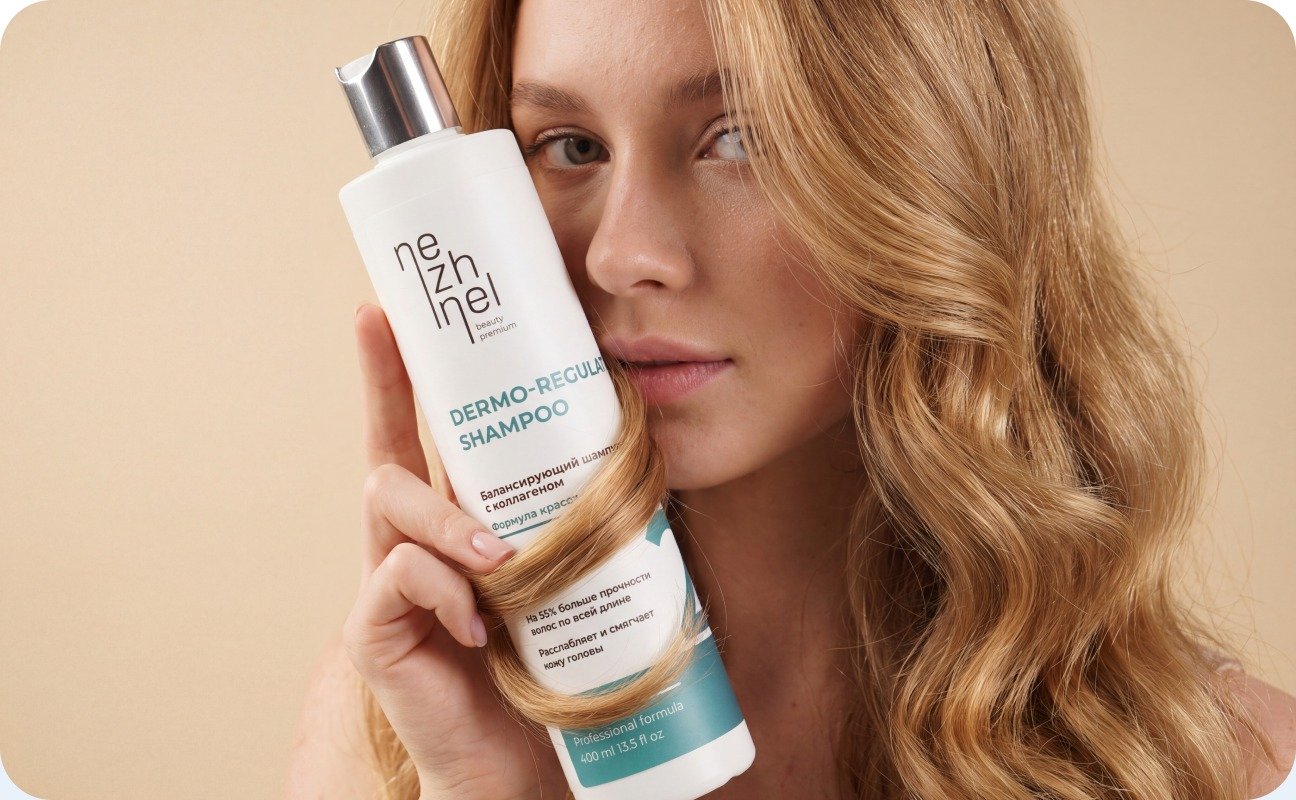 ne
zh
nel
beauty
premium
DERMO-REGULAT
SHAMPOO
Балансирующий шамп
с коллагеном
Формула красо
На 55% больше прочности
волос по всей длине
Расслабляет и смягчает
кожу головы
Professional formula
400 ml 13.5 fl oz